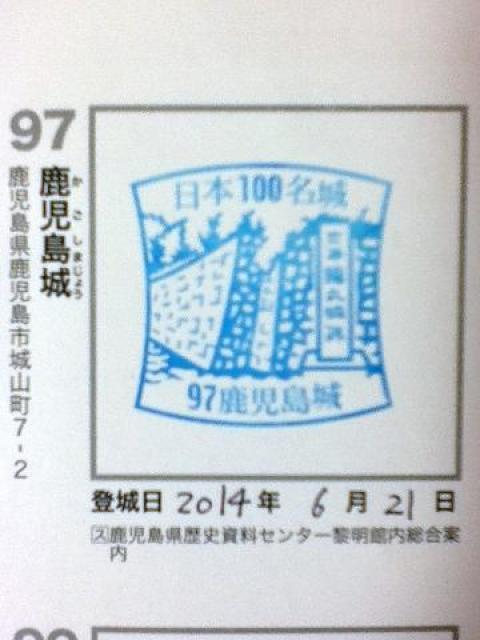 97
鹿児島城
かごしまじょう
鹿児島県鹿児島市城山町7-2
日本100名城
97鹿児島城
登城日 2014年 6月 21日
ス鹿児島県歴史資料センター黎明館内総合案
内